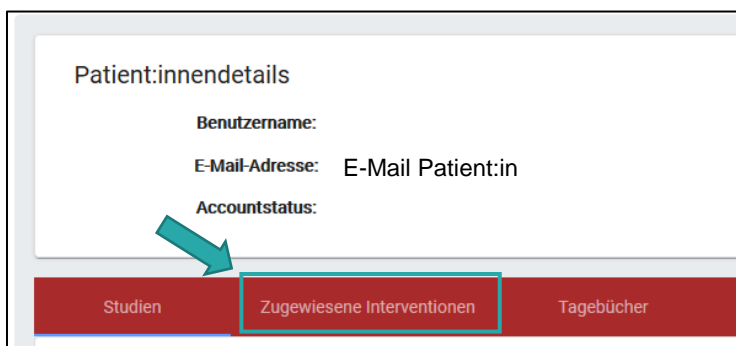 Patient:innendetails
Benutzername:
E-Mail-Adresse: E-Mail Patient:in
Accountstatus:
Studien Zugewiesene Interventionen Tagebücher